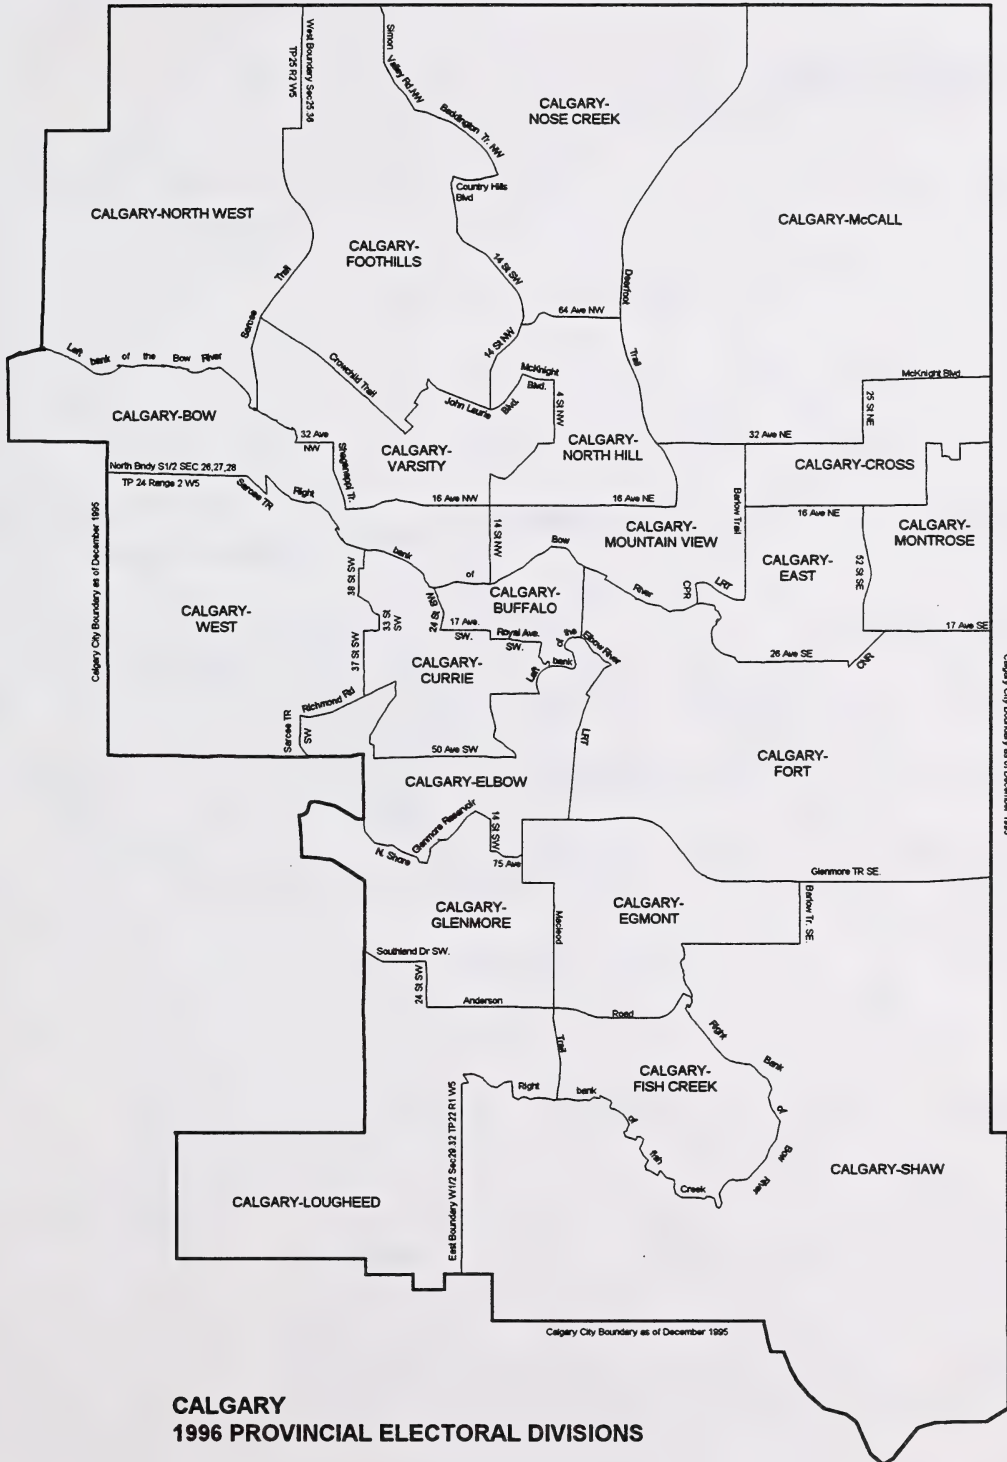 West Boundary Sec25 36
TP25 R2 W5
Simon
Valley Rd.NW
Beddington Tr. NW
CALGARY-
NOSE CREEK
Country Hills
Blvd
CALGARY-NORTH WEST
CALGARY-McCALL
CALGARY-
FOOTHILLS
14 St SW
Deerfoot
Trail
Sarcee
Trail
64 Ave NW
14 St NW
Left bank of the Bow River
Crowchild Trail
McKnight
Blvd.
John Laurie
Blvd.
4 St NW
McKnight Blvd.
25 St NE
CALGARY-BOW
32 Ave
NW
Shaganappi Tr.
CALGARY-
VARSITY
CALGARY-
NORTH HILL
32 Ave NE
CALGARY-CROSS
North Bndy S1/2 SEC 26,27,28
TP 24 Range 2 W5
Sarcee TR
Right
bank
of
Bow
River
16 Ave NW
16 Ave NE
16 Ave NE
Barlow Trail
14 St NW
CALGARY-
MOUNTAIN VIEW
CALGARY-
MONTROSE
CALGARY-
EAST
52 St SE
Calgary City Boundary as of December 1995
38 St SW
33 St
SW
37 St SW
24 St SW
CALGARY-
BUFFALO
CPR
LRT
CALGARY-
WEST
17 Ave.
SW.
Royal Ave.
SW.
Left
bank
of
the
Elbow River
17 Ave SE
26 Ave SE
CNR
CALGARY-
CURRIE
Richmond Rd
Sarcee TR
SW
50 Ave SW
LRT
CALGARY-
FORT
Calgary City Boundary as of December 1995
CALGARY-ELBOW
N. Shore
Glenmore Reservoir
14 St SW
75 Ave
Glenmore TR SE.
Barlow Tr. SE.
CALGARY-
GLENMORE
CALGARY-
EGMONT
Macleod
Trail
Southland Dr SW.
24 St SW
Anderson
Road
Right
Bank
of
Bow
River
CALGARY-
FISH CREEK
Right
bank
of
fish
Creek
East Boundary W1/2 Sec29 32 TP22 R1 W5
CALGARY-SHAW
CALGARY-LOUGHEED
Calgary City Boundary as of December 1995
CALGARY
1996 PROVINCIAL ELECTORAL DIVISIONS